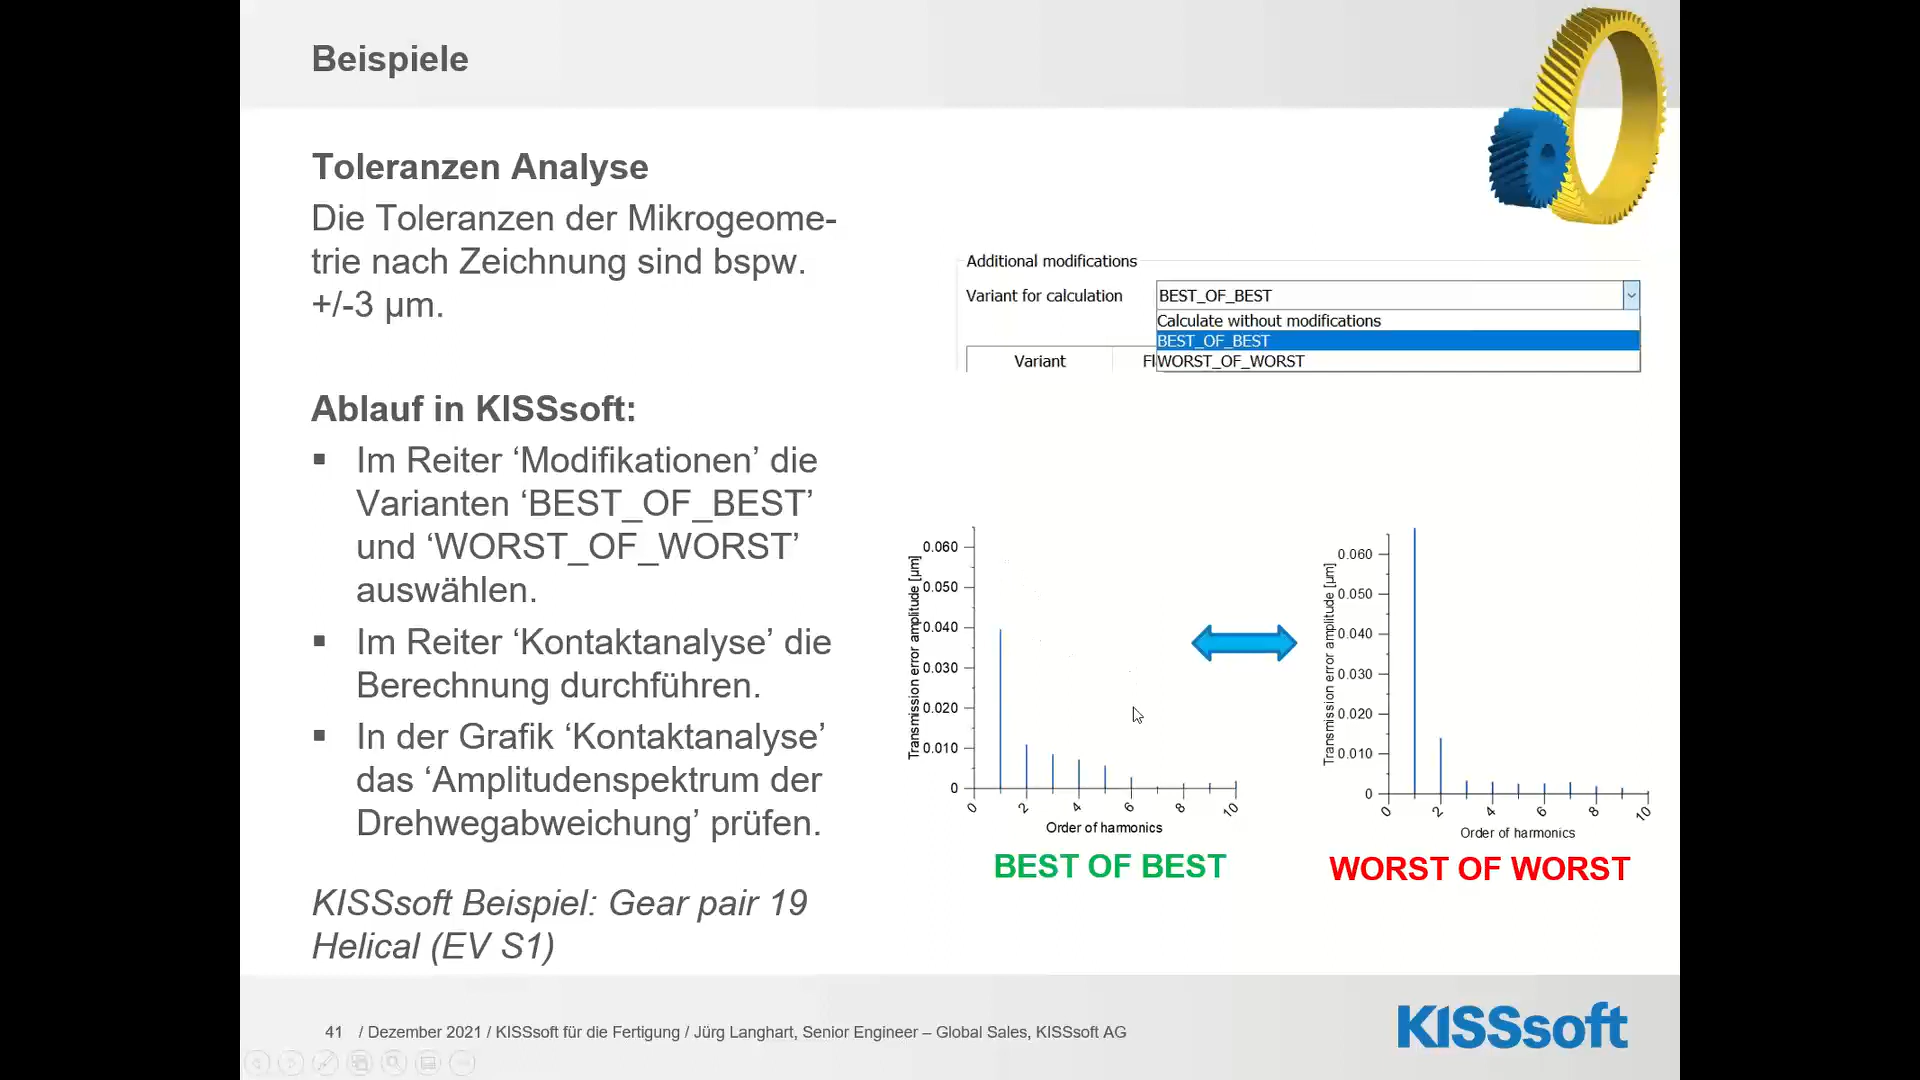 Beispiele
Toleranzen Analyse
Die Toleranzen der Mikrogeome-
trie nach Zeichnung sind bspw.
+/-3 µm.
Ablauf in KISSsoft:
▪ Im Reiter ‘Modifikationen’ die
Varianten ‘BEST_OF_BEST’
und ‘WORST_OF_WORST’
auswählen.
▪ Im Reiter ‘Kontaktanalyse’ die
Berechnung durchführen.
▪ In der Grafik ‘Kontaktanalyse’
das ‘Amplitudenspektrum der
Drehwegabweichung’ prüfen.
KISSsoft Beispiel: Gear pair 19
Helical (EV S1)
Additional modifications
Variant for calculation BEST_OF_BEST
Calculate without modifications
BEST_OF_BEST
Variant Fl WORST_OF_WORST
Transmission error amplitude [µm]
0.060
0.050
0.040
0.030
0.020
0.010
0
0 2 4 6 8 10
Order of harmonics
BEST OF BEST
Transmission error amplitude [µm]
0.060
0.050
0.040
0.030
0.020
0.010
0
0 2 4 6 8 10
Order of harmonics
WORST OF WORST
41 / Dezember 2021 / KISSsoft für die Fertigung / Jürg Langhart, Senior Engineer – Global Sales, KISSsoft AG
KISSsoft